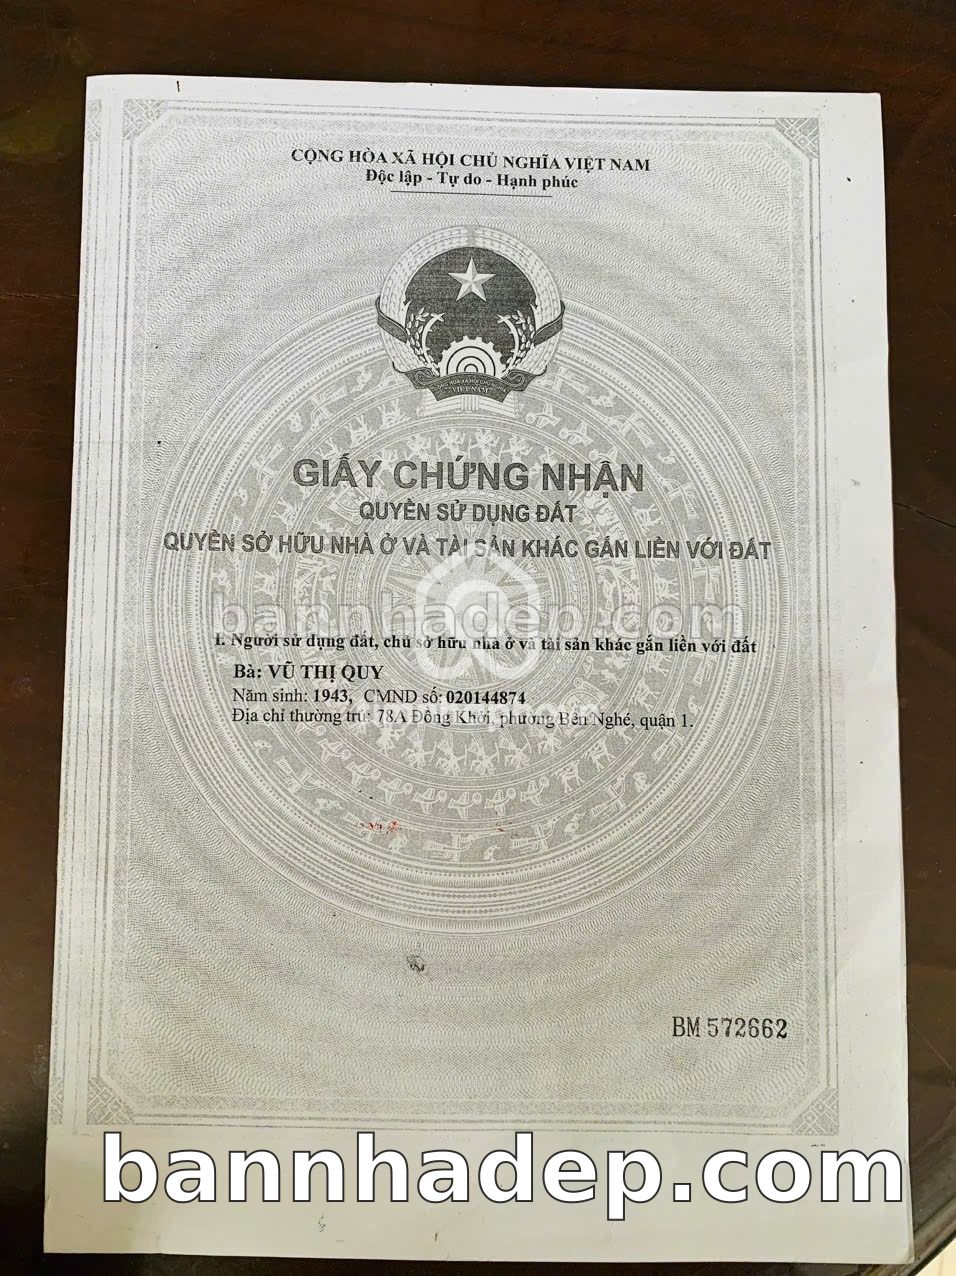 CỘNG HÒA XÃ HỘI CHỦ NGHĨA VIỆT NAM
Độc lập - Tự do - Hạnh phúc
VIỆT NAM
GIẤY CHỨNG NHẬN
QUYỀN SỬ DỤNG ĐẤT
QUYỀN SỞ HỮU NHÀ Ở VÀ TÀI SẢN KHÁC GẮN LIỀN VỚI ĐẤT
bannhadep.com
I. Người sử dụng đất, chủ sở hữu nhà ở và tài sản khác gắn liền với đất
Bà: VŨ THỊ QUY
Năm sinh: 1943, CMND số: 020144874
Địa chỉ thường trú: 78A Đồng Khởi, phường Bến Nghé, quận 1.
BM 572662
bannhadep.com